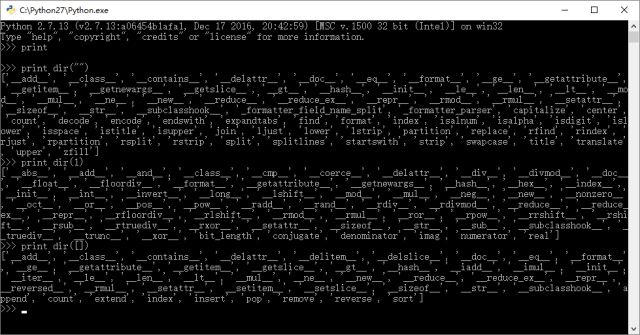 C:\Python27\Python.exe
Python 2.7.13 (v2.7.13:a06454b1afa1, Dec 17 2016, 20:42:59) [MSC v.1500 32 bit (Intel)] on win32
Type "help", "copyright", "credits" or "license" for more information.
>>> print

>>> print dir("")
['__add__', '__class__', '__contains__', '__delattr__', '__doc__', '__eq__', '__format__', '__ge__', '__getattribute__',
'__getitem__', '__getnewargs__', '__getslice__', '__gt__', '__hash__', '__init__', '__le__', '__len__', '__lt__', '__mo
d__', '__mul__', '__ne__', '__new__', '__reduce__', '__reduce_ex__', '__repr__', '__rmod__', '__rmul__', '__setattr__',
'__sizeof__', '__str__', '__subclasshook__', '_formatter_field_name_split', '_formatter_parser', 'capitalize', 'center',
'count', 'decode', 'encode', 'endswith', 'expandtabs', 'find', 'format', 'index', 'isalnum', 'isalpha', 'isdigit', 'isl
ower', 'isspace', 'istitle', 'isupper', 'join', 'ljust', 'lower', 'lstrip', 'partition', 'replace', 'rfind', 'rindex',
'rjust', 'rpartition', 'rsplit', 'rstrip', 'split', 'splitlines', 'startswith', 'strip', 'swapcase', 'title', 'translate'
, 'upper', 'zfill']
>>> print dir(1)
['__abs__', '__add__', '__and__', '__class__', '__cmp__', '__coerce__', '__delattr__', '__div__', '__divmod__', '__doc__
', '__float__', '__floordiv__', '__format__', '__getattribute__', '__getnewargs__', '__hash__', '__hex__', '__index__',
'__init__', '__int__', '__invert__', '__long__', '__lshift__', '__mod__', '__mul__', '__neg__', '__new__', '__nonzero__'
, '__oct__', '__or__', '__pos__', '__pow__', '__radd__', '__rand__', '__rdiv__', '__rdivmod__', '__reduce__', '__reduce_
ex__', '__repr__', '__rfloordiv__', '__rlshift__', '__rmod__', '__rmul__', '__ror__', '__rpow__', '__rrshift__', '__rshif
t__', '__rsub__', '__rtruediv__', '__rxor__', '__setattr__', '__sizeof__', '__str__', '__sub__', '__subclasshook__', '__
truediv__', '__trunc__', '__xor__', 'bit_length', 'conjugate', 'denominator', 'imag', 'numerator', 'real']
>>> print dir([])
['__add__', '__class__', '__contains__', '__delattr__', '__delitem__', '__delslice__', '__doc__', '__eq__', '__format__'
, '__ge__', '__getattribute__', '__getitem__', '__getslice__', '__gt__', '__hash__', '__iadd__', '__imul__', '__init__',
'__iter__', '__le__', '__len__', '__lt__', '__mul__', '__ne__', '__new__', '__reduce__', '__reduce_ex__', '__repr__', '
__reversed__', '__rmul__', '__setattr__', '__setitem__', '__setslice__', '__sizeof__', '__str__', '__subclasshook__', 'a
ppend', 'count', 'extend', 'index', 'insert', 'pop', 'remove', 'reverse', 'sort']
>>>